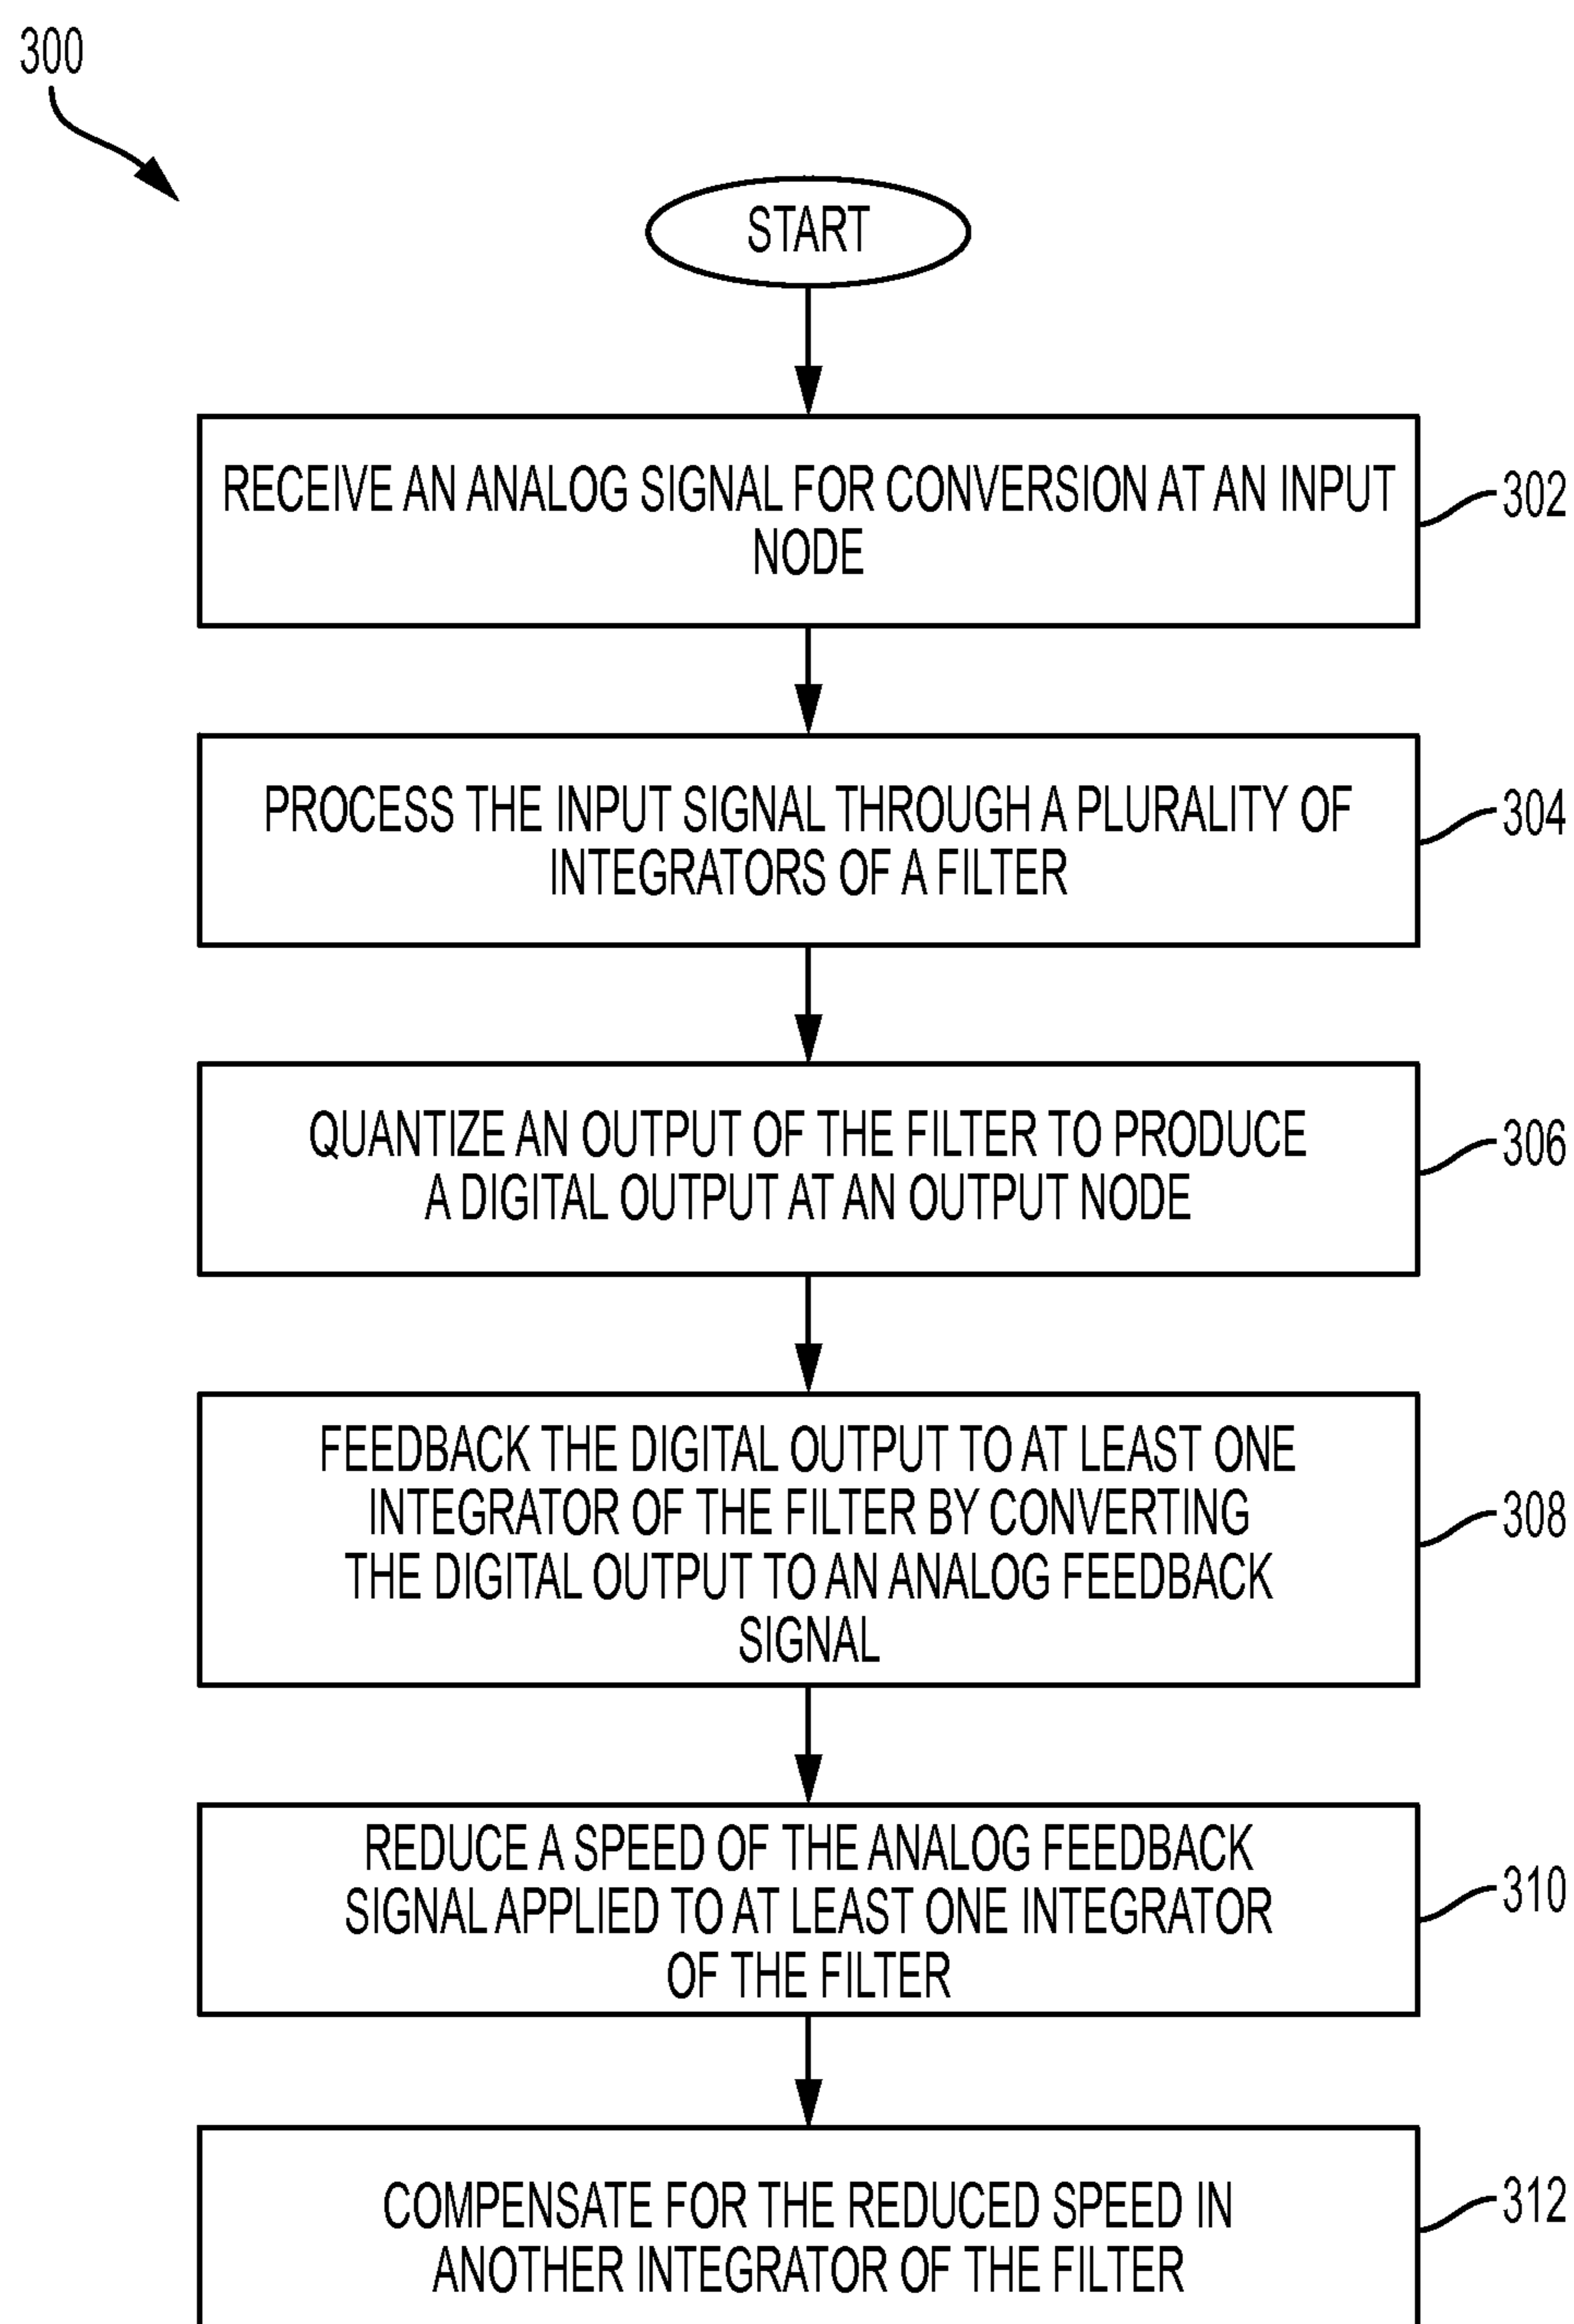 300
START
RECEIVE AN ANALOG SIGNAL FOR CONVERSION AT AN INPUT
NODE
302
PROCESS THE INPUT SIGNAL THROUGH A PLURALITY OF
INTEGRATORS OF A FILTER
304
QUANTIZE AN OUTPUT OF THE FILTER TO PRODUCE
A DIGITAL OUTPUT AT AN OUTPUT NODE
306
FEEDBACK THE DIGITAL OUTPUT TO AT LEAST ONE
INTEGRATOR OF THE FILTER BY CONVERTING
THE DIGITAL OUTPUT TO AN ANALOG FEEDBACK
SIGNAL
308
REDUCE A SPEED OF THE ANALOG FEEDBACK
SIGNAL APPLIED TO AT LEAST ONE INTEGRATOR
OF THE FILTER
310
COMPENSATE FOR THE REDUCED SPEED IN
ANOTHER INTEGRATOR OF THE FILTER
312